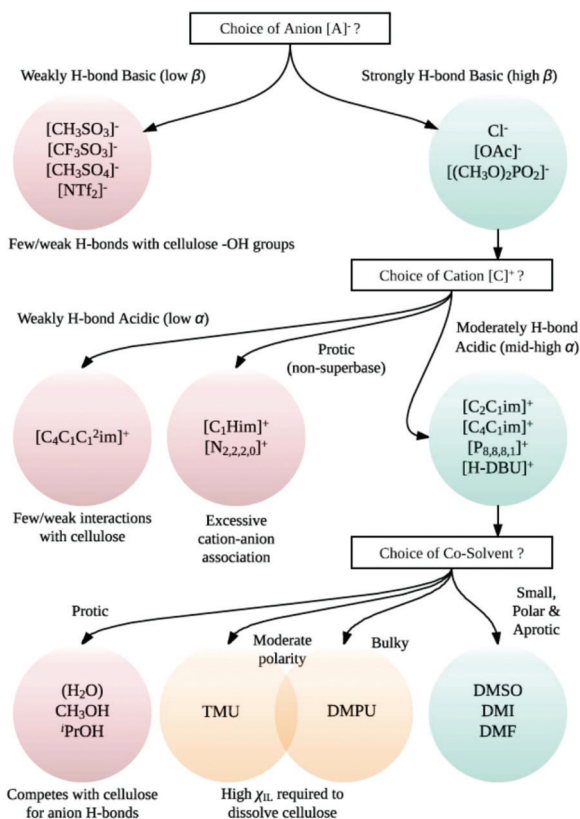 Choice of Anion [A]⁻ ?
Weakly H-bond Basic (low β)
Strongly H-bond Basic (high β)
[CH₃SO₃]⁻
[CF₃SO₃]⁻
[CH₃SO₄]⁻
[NTf₂]⁻
Cl⁻
[OAc]⁻
[(CH₃O)₂PO₂]⁻
Few/weak H-bonds with cellulose -OH groups
Choice of Cation [C]⁺ ?
Weakly H-bond Acidic (low α)
Protic
(non-superbase)
Moderately H-bond
Acidic (mid-high α)
[C₄C₁C₁²im]⁺
[C₁Him]⁺
[N₂,₂,₂,₀]⁺
[C₂C₁im]⁺
[C₄C₁im]⁺
[P₈,₈,₈,₁]⁺
[H-DBU]⁺
Few/weak interactions
with cellulose
Excessive
cation-anion
association
Choice of Co-Solvent ?
Protic
Moderate
polarity
Bulky
Small,
Polar &
Aprotic
(H₂O)
CH₃OH
ⁱPrOH
TMU
DMPU
DMSO
DMI
DMF
Competes with cellulose
for anion H-bonds
High χIL required to
dissolve cellulose